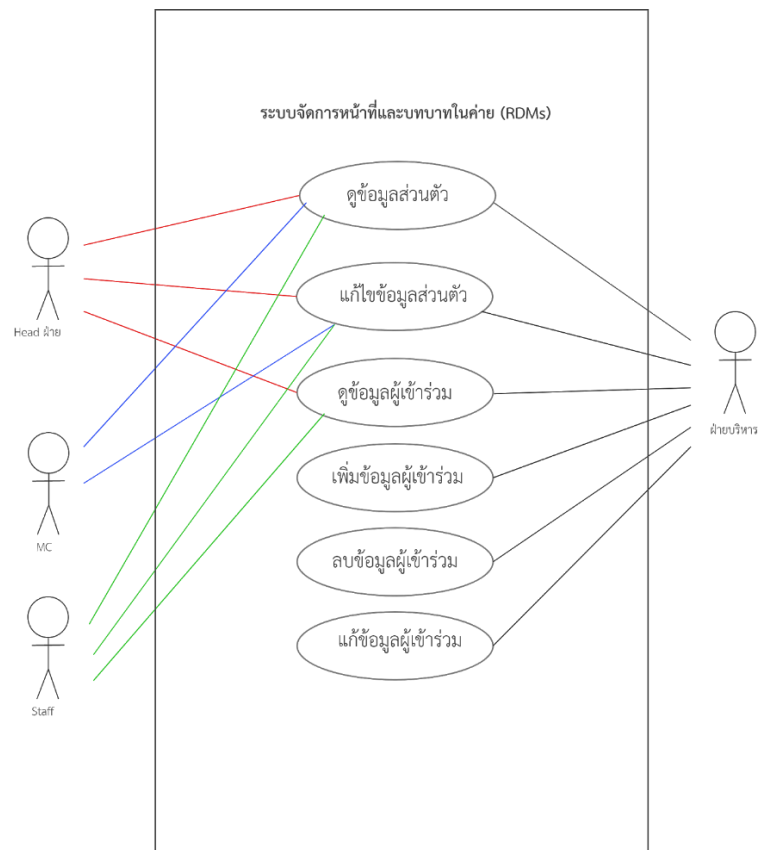 ระบบจัดการหน้าที่และบทบาทในค่าย (RDMs)
ดูข้อมูลส่วนตัว
แก้ไขข้อมูลส่วนตัว
Head ฝ่าย
ดูข้อมูลผู้เข้าร่วม
ฝ่ายบริหาร
เพิ่มข้อมูลผู้เข้าร่วม
MC
ลบข้อมูลผู้เข้าร่วม
แก้ข้อมูลผู้เข้าร่วม
Staff